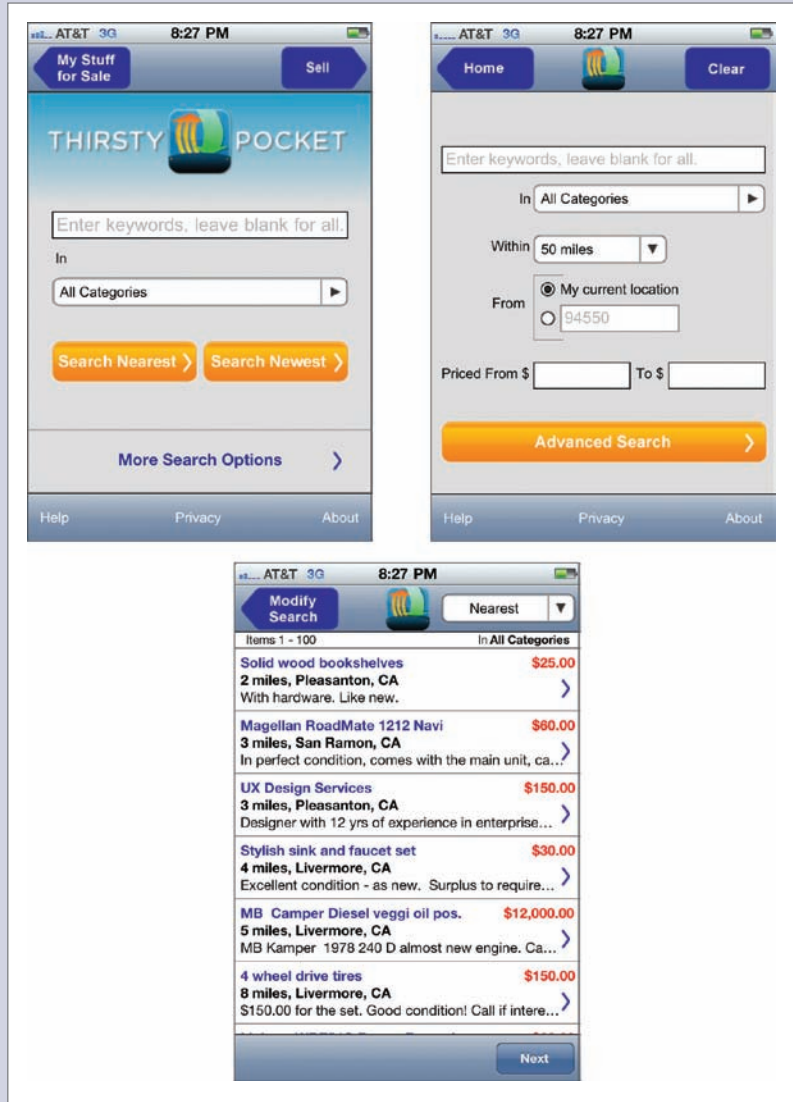 AT&T 3G 8:27 PM
My Stuff
for Sale
Sell
THIRSTY POCKET
Enter keywords, leave blank for all.
In
All Categories
Search Nearest
Search Newest
More Search Options
Help Privacy About
AT&T 3G 8:27 PM
Home
Clear
Enter keywords, leave blank for all.
In All Categories
Within 50 miles
From
My current location
94550
Priced From $ To $
Advanced Search
Help Privacy About
AT&T 3G 8:27 PM
Modify
Search
Nearest
Items 1 - 100 In All Categories
Solid wood bookshelves $25.00
2 miles, Pleasanton, CA
With hardware. Like new.
Magellan RoadMate 1212 Navi $60.00
3 miles, San Ramon, CA
In perfect condition, comes with the main unit, ca...
UX Design Services $150.00
3 miles, Pleasanton, CA
Designer with 12 yrs of experience in enterprise...
Stylish sink and faucet set $30.00
4 miles, Livermore, CA
Excellent condition - as new. Surplus to require...
MB Camper Diesel veggi oil pos. $12,000.00
5 miles, Livermore, CA
MB Kamper 1978 240 D almost new engine. Ca...
4 wheel drive tires $150.00
8 miles, Livermore, CA
$150.00 for the set. Good condition! Call if intere...
Next